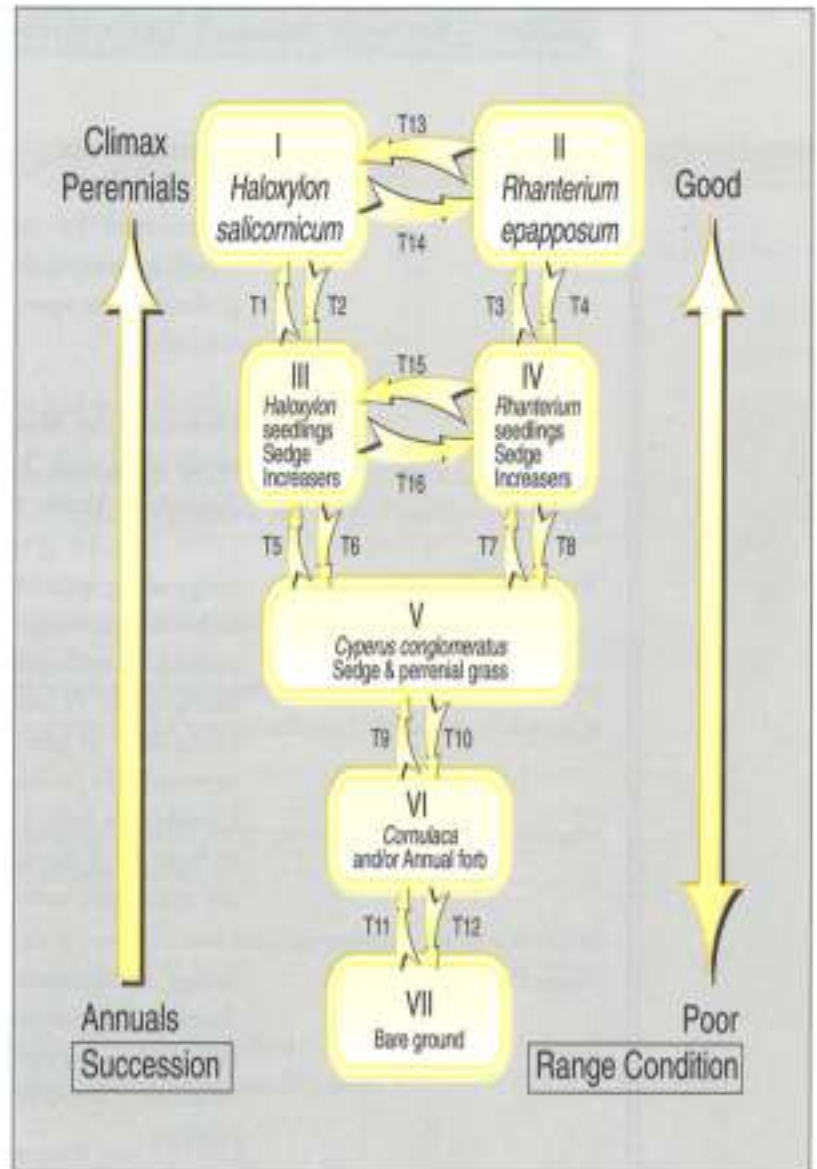 T13
Climax
Perennials
I
Haloxylon
salicornicum
II
Rhanterium
epapposum
Good
T14
T1
T2
T3
T4
T15
III
Haloxylon
seedlings
Sedge
Increasers
IV
Rhanterium
seedlings
Sedge
Increasers
T16
T5
T6
T7
T8
V
Cyperus conglomeratus
Sedge & perrenial grass
T9
T10
VI
Cornulaca
and/or Annual forb
T11
T12
VII
Bare ground
Annuals
Succession
Poor
Range Condition